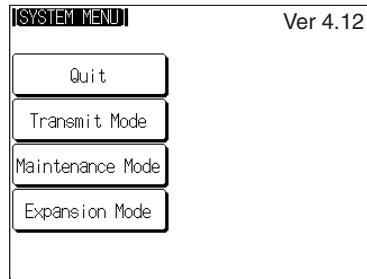 SYSTEM MENU
Ver 4.12
Quit
Transmit Mode
Maintenance Mode
Expansion Mode